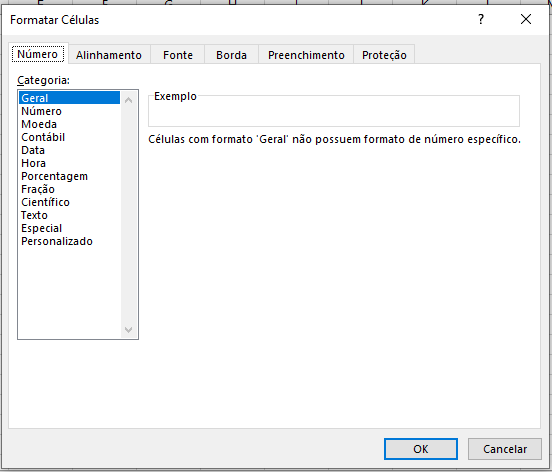 Formatar Células
?
Número Alinhamento Fonte Borda Preenchimento Proteção
Categoria:
Geral
Número
Moeda
Contábil
Data
Hora
Porcentagem
Fração
Científico
Texto
Especial
Personalizado
Exemplo
Células com formato 'Geral' não possuem formato de número específico.
OK Cancelar